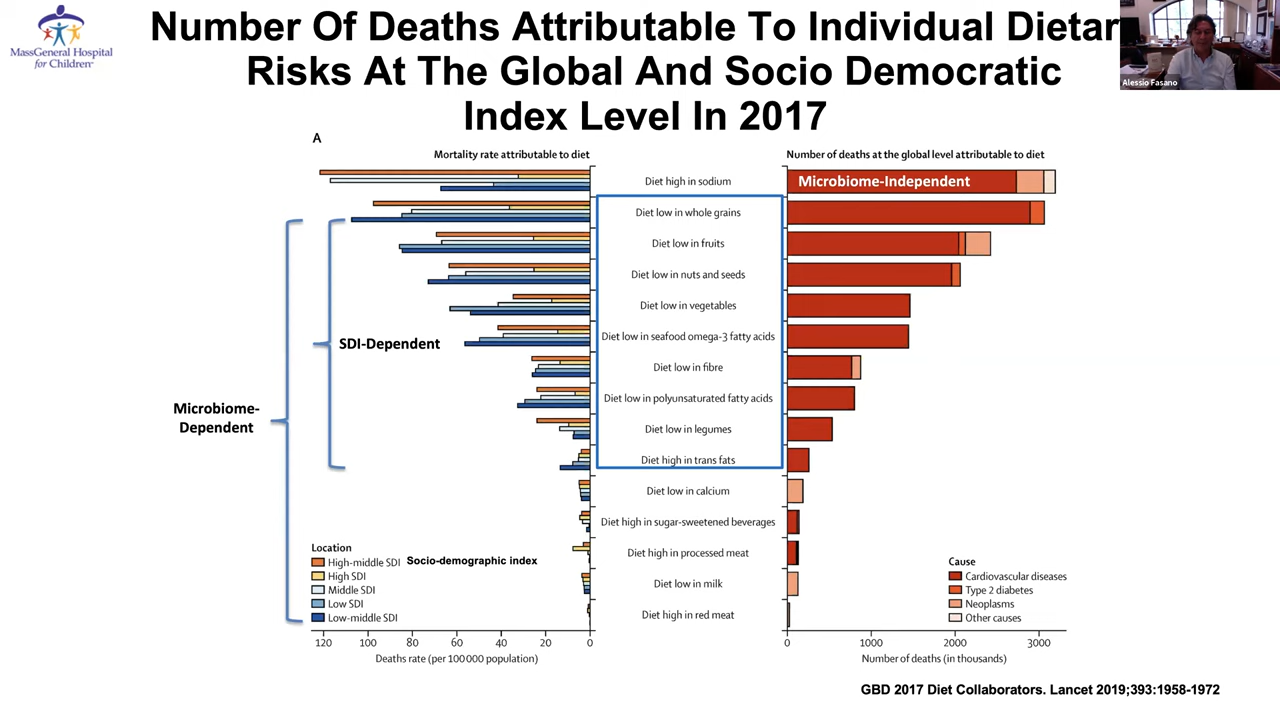 MassGeneral Hospital
for Children
Number Of Deaths Attributable To Individual Dietar
Risks At The Global And Socio Democratic
Index Level In 2017
Alessio Fasano
A
Mortality rate attributable to diet
Number of deaths at the global level attributable to diet
Diet high in sodium
Microbiome-Independent
Diet low in whole grains
Diet low in fruits
Diet low in nuts and seeds
Diet low in vegetables
Diet low in seafood omega-3 fatty acids
SDI-Dependent
Diet low in fibre
Diet low in polyunsaturated fatty acids
Microbiome-
Dependent
Diet low in legumes
Diet high in trans fats
Diet low in calcium
Diet high in sugar-sweetened beverages
Diet high in processed meat
Diet low in milk
Diet high in red meat
Location
High-middle SDI
Socio-demographic index
High SDI
Middle SDI
Low SDI
Low-middle SDI
Cause
Cardiovascular diseases
Type 2 diabetes
Neoplasms
Other causes
120 100 80 60 40 20 0
Deaths rate (per 100 000 population)
0 1000 2000 3000
Number of deaths (in thousands)
GBD 2017 Diet Collaborators. Lancet 2019;393:1958-1972